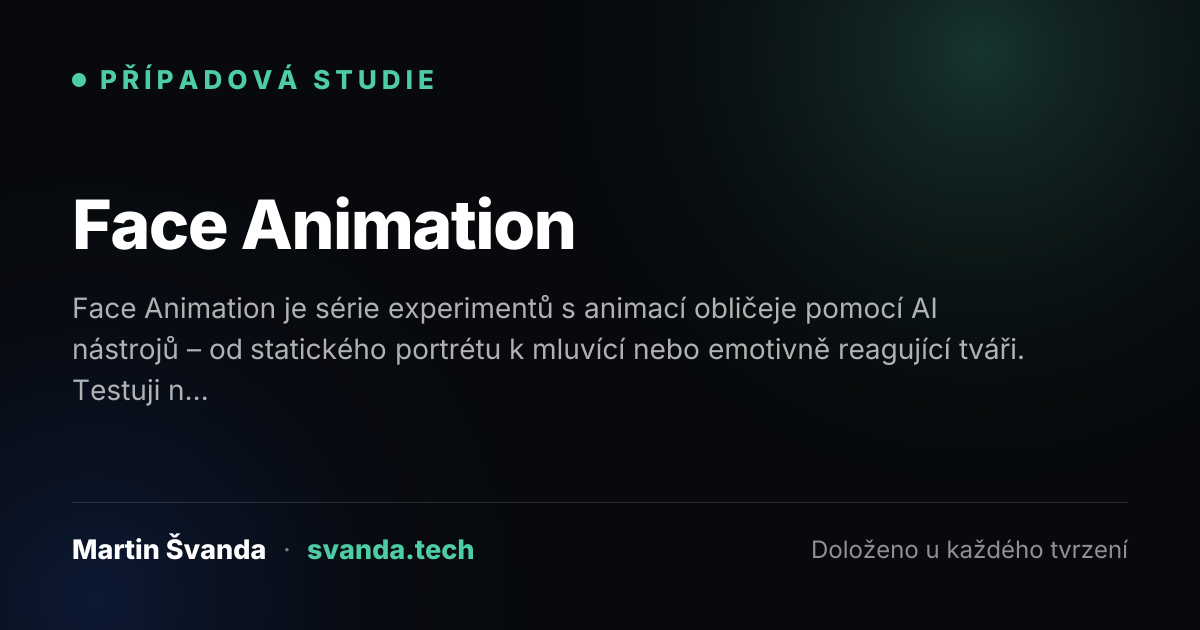 PŘÍPADOVÁ STUDIE
Face Animation
Face Animation je série experimentů s animací obličeje pomocí AI
nástrojů – od statického portrétu k mluvící nebo emotivně reagující tváři.
Testuji n...
Martin Švanda · svanda.tech
Doloženo u každého tvrzení